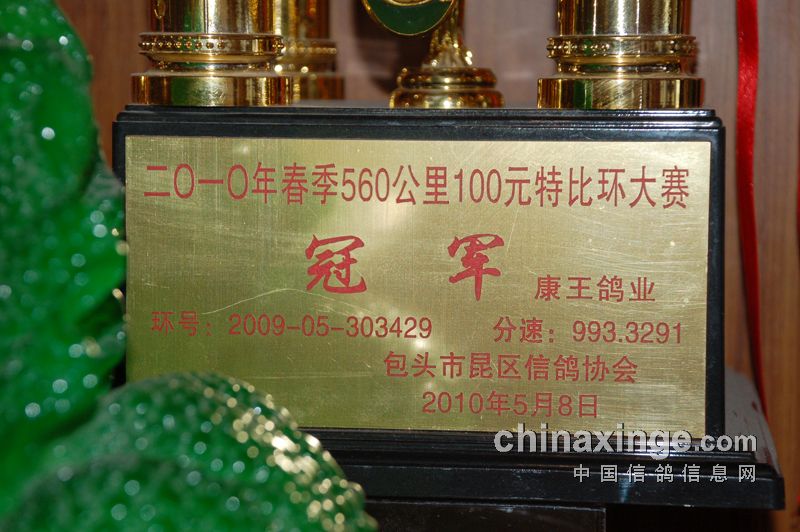 二〇一〇年春季560公里100元特比环大赛
冠军 康王鸽业
环号：2009-05-303429 分速：993.3291
包头市昆区信鸽协会
2010年5月8日
chinaxinge.com
中国信鸽信息网